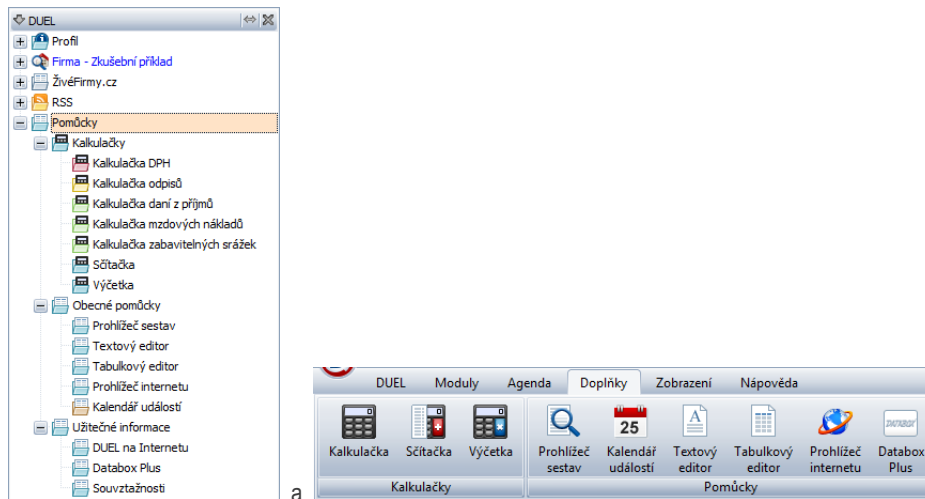 DUEL
Profil
Firma - Zkušební příklad
ŽivéFirmy.cz
RSS
Pomůcky
Kalkulačky
Kalkulačka DPH
Kalkulačka odpisů
Kalkulačka daní z příjmů
Kalkulačka mzdových nákladů
Kalkulačka zabavitelných srážek
Sčítačka
Výčetka
Obecné pomůcky
Prohlížeč sestav
Textový editor
Tabulkový editor
Prohlížeč internetu
Kalendář událostí
Užitečné informace
DUEL na Internetu
Databox Plus
Souvztažnosti
a
DUEL Moduly Agenda Doplňky Zobrazení Nápověda
25 A DATABOX
Kalkulačka Sčítačka Výčetka Prohlížeč Kalendář Textový Tabulkový Prohlížeč Databox
sestav událostí editor editor internetu Plus
Kalkulačky Pomůcky